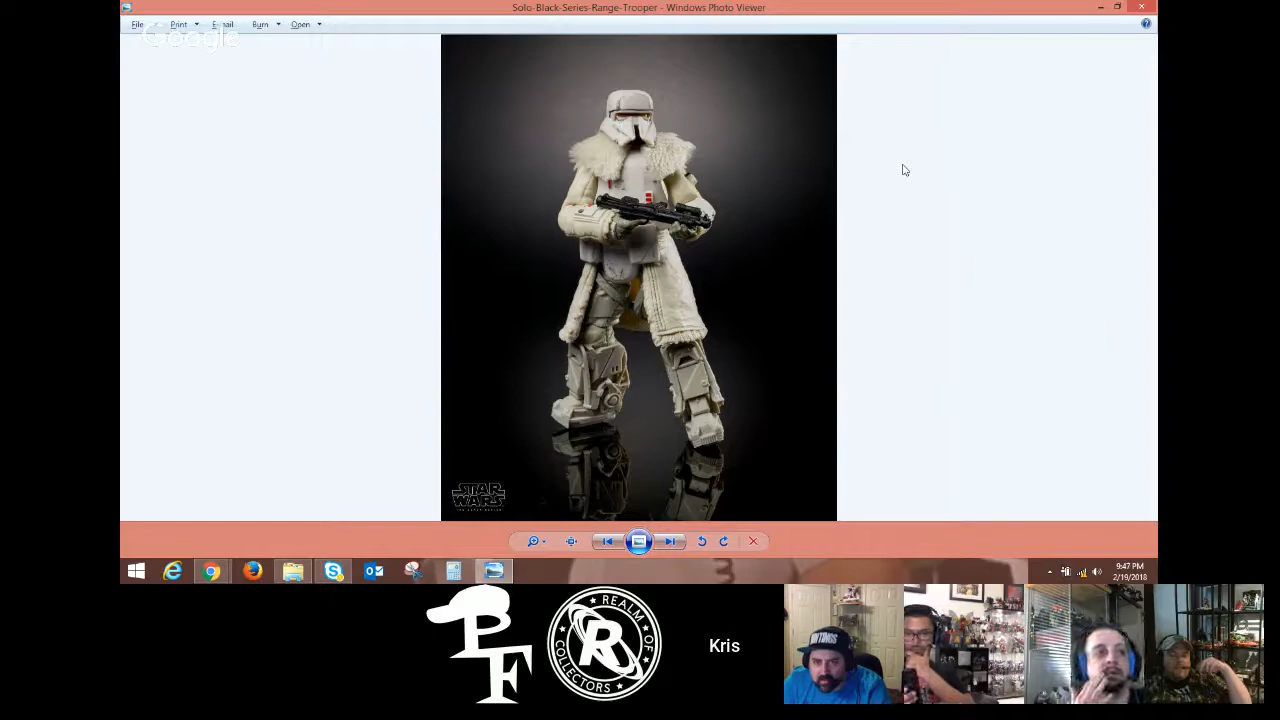 Solo-Black-Series-Range-Trooper - Windows Photo Viewer
File Print E-mail Burn Open
Google
STAR
WARS
9:47 PM
2/19/2018
PF
REALM OF
R
COLLECTORS
Kris